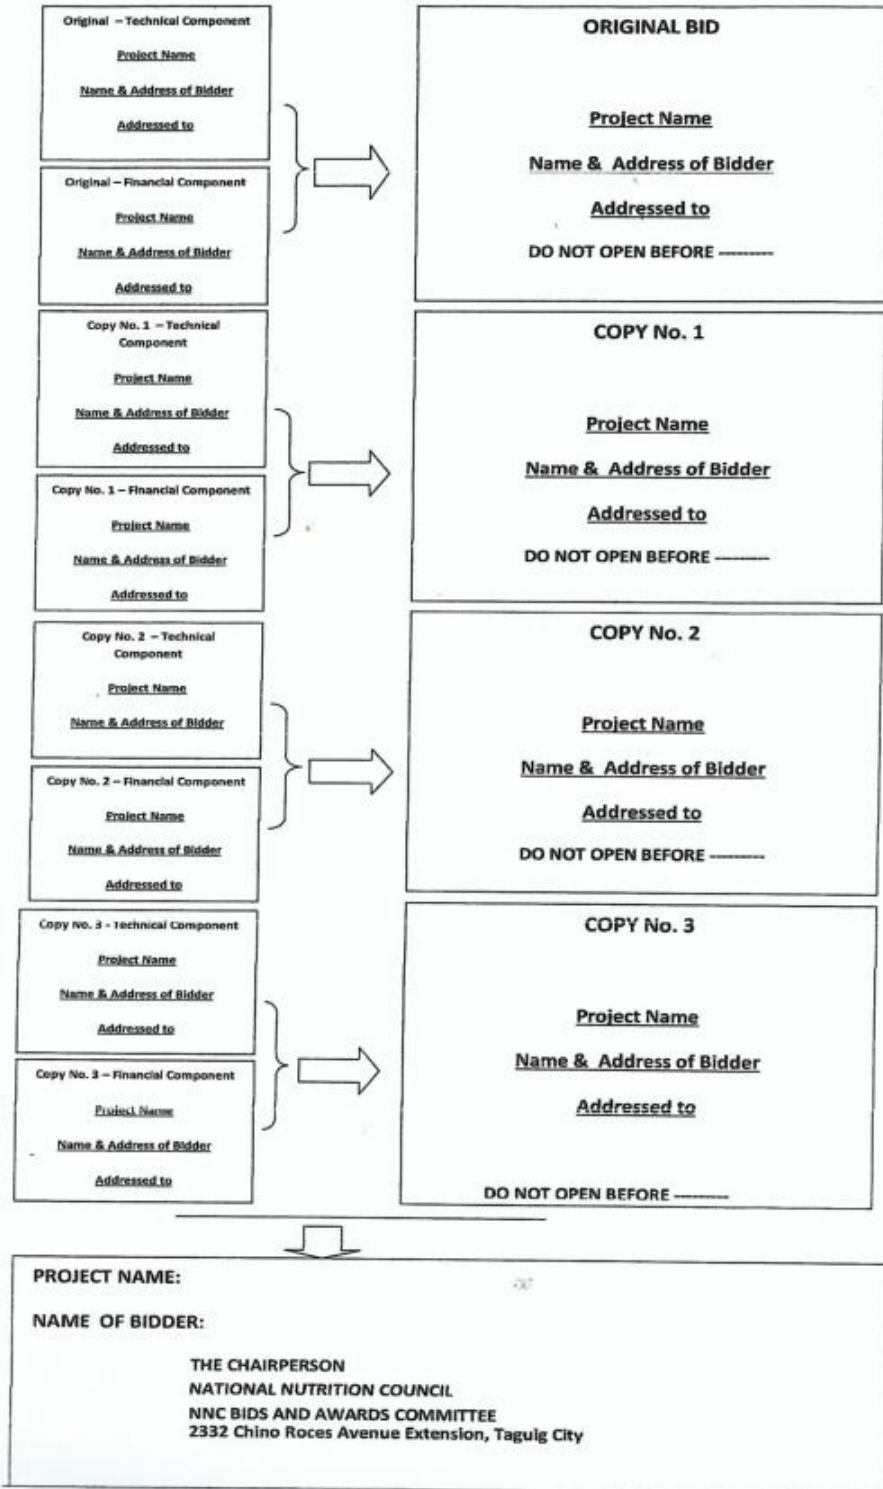 Original – Technical Component
Project Name
Name & Address of Bidder
Addressed to
Original – Financial Component
Project Name
Name & Address of Bidder
Addressed to
ORIGINAL BID
Project Name
Name & Address of Bidder
Addressed to
DO NOT OPEN BEFORE ---------
Copy No. 1 – Technical
Component
Project Name
Name & Address of Bidder
Addressed to
Copy No. 1 – Financial Component
Project Name
Name & Address of Bidder
Addressed to
COPY No. 1
Project Name
Name & Address of Bidder
Addressed to
DO NOT OPEN BEFORE ---------
Copy No. 2 – Technical
Component
Project Name
Name & Address of Bidder
Copy No. 2 – Financial Component
Project Name
Name & Address of Bidder
Addressed to
COPY No. 2
Project Name
Name & Address of Bidder
Addressed to
DO NOT OPEN BEFORE ---------
Copy No. 3 - Technical Component
Project Name
Name & Address of Bidder
Addressed to
Copy No. 3 – Financial Component
Project Name
Name & Address of Bidder
Addressed to
COPY No. 3
Project Name
Name & Address of Bidder
Addressed to
DO NOT OPEN BEFORE ---------
PROJECT NAME:
NAME OF BIDDER:
THE CHAIRPERSON
NATIONAL NUTRITION COUNCIL
NNC BIDS AND AWARDS COMMITTEE
2332 Chino Roces Avenue Extension, Taguig City